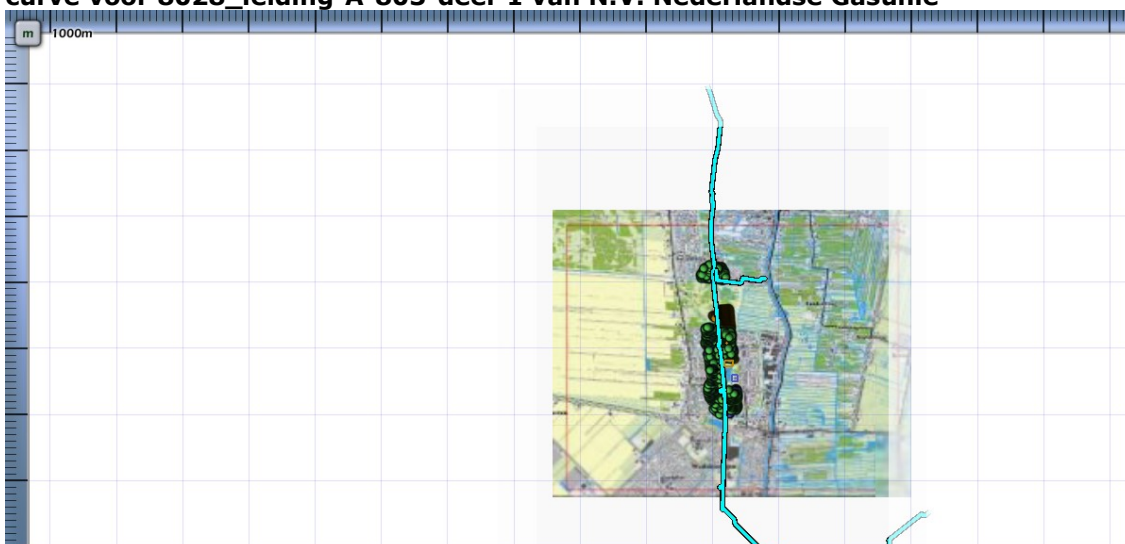 curve voor 8028_leiding-A-803-deel-1 van N.V. Nederlandse Gasunie
m
1000m